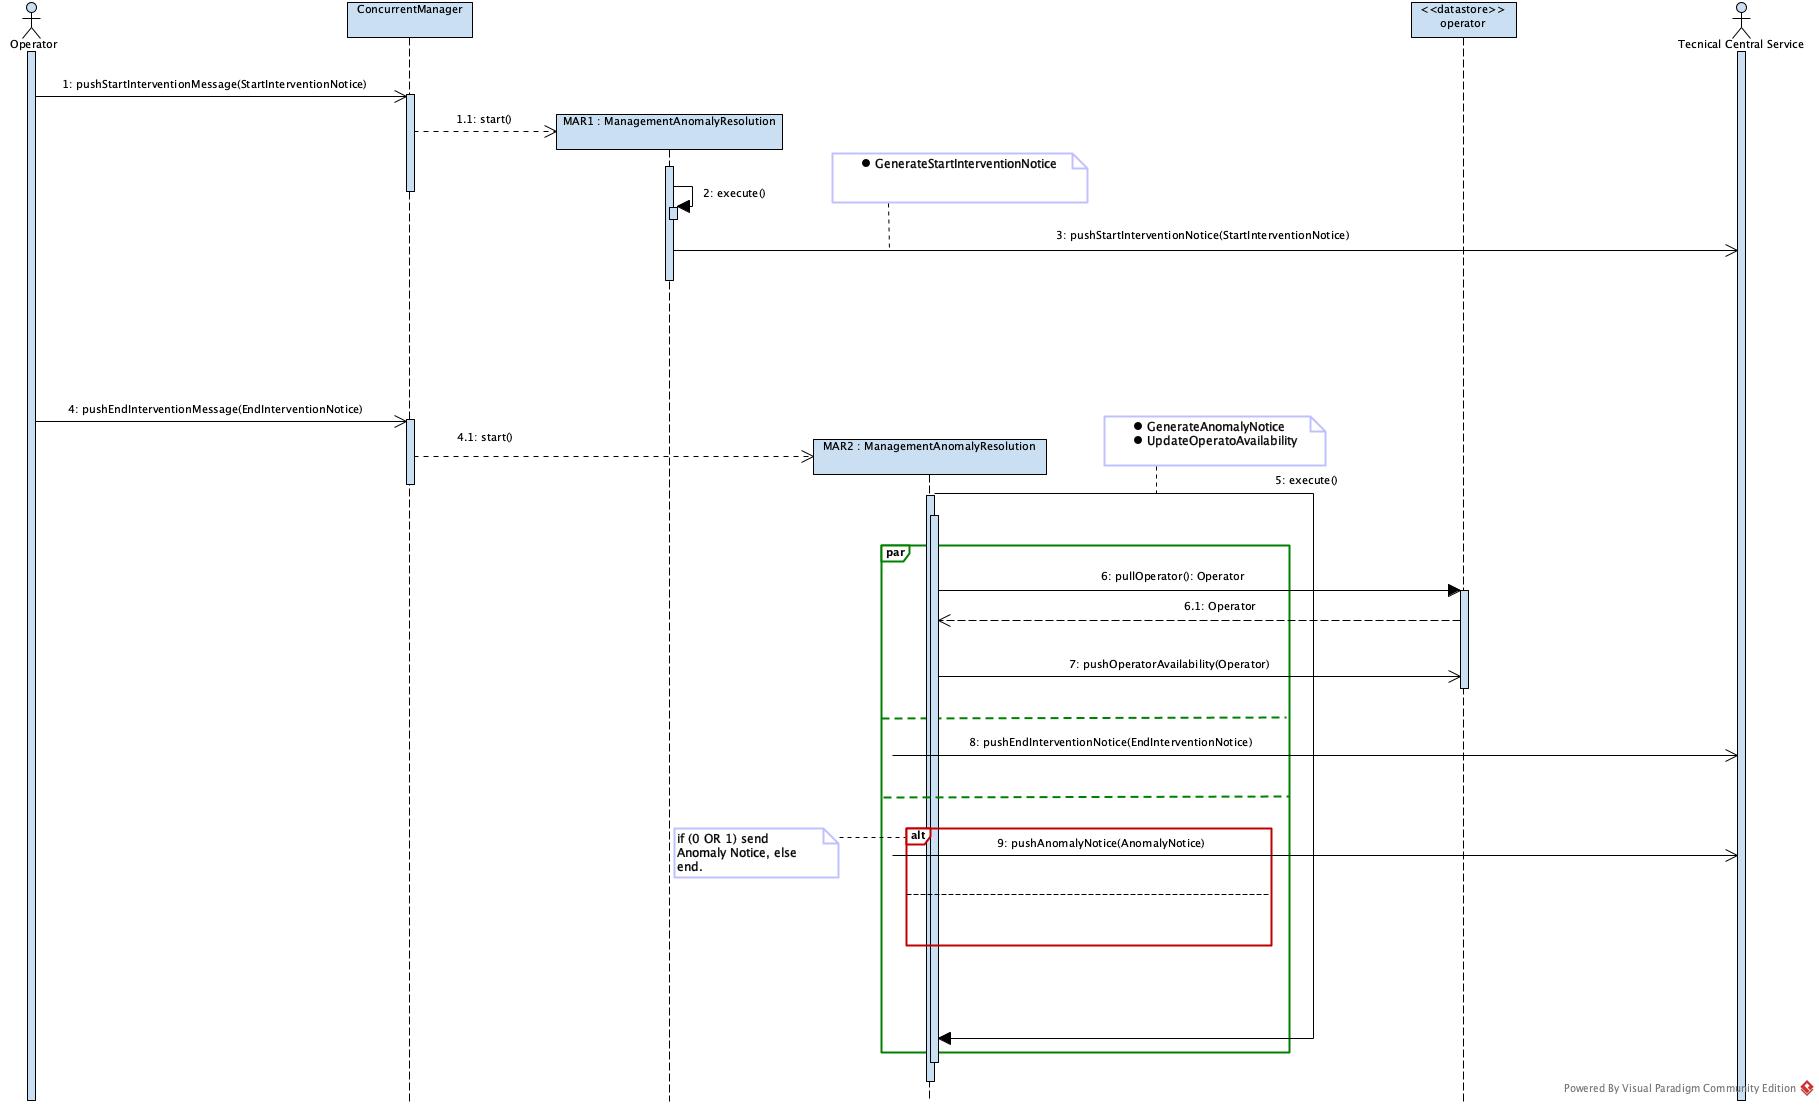 ConcurrentManager
<<datastore>>
operator
Operator
Tecnical Central Service
1: pushStartInterventionMessage(StartInterventionNotice)
1.1: start()
MAR1 : ManagementAnomalyResolution
● GenerateStartInterventionNotice
2: execute()
3: pushStartInterventionNotice(StartInterventionNotice)
4: pushEndInterventionMessage(EndInterventionNotice)
4.1: start()
MAR2 : ManagementAnomalyResolution
● GenerateAnomalyNotice
● UpdateOperatoAvailability
5: execute()
par
6: pullOperator(): Operator
6.1: Operator
7: pushOperatorAvailability(Operator)
8: pushEndInterventionNotice(EndInterventionNotice)
if (0 OR 1) send
Anomaly Notice, else
end.
alt
9: pushAnomalyNotice(AnomalyNotice)
Powered By Visual Paradigm Community Edition